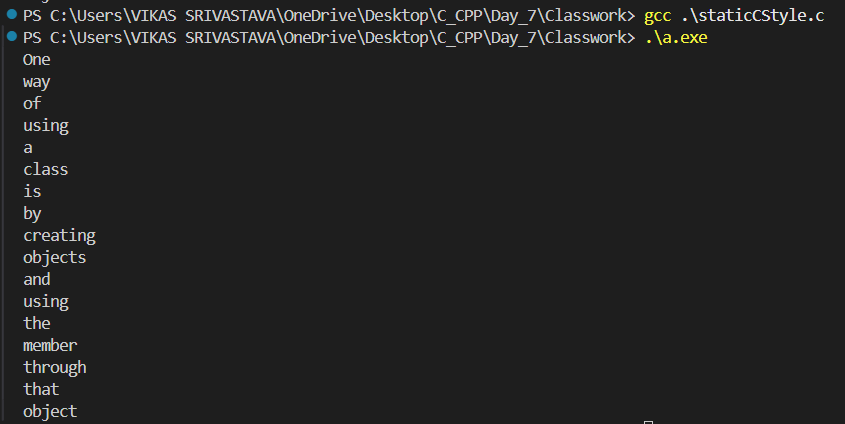 PS C:\Users\VIKAS SRIVASTAVA\OneDrive\Desktop\C_CPP\Day_7\Classwork> gcc .\staticCStyle.c
PS C:\Users\VIKAS SRIVASTAVA\OneDrive\Desktop\C_CPP\Day_7\Classwork> .\a.exe
One
way
of
using
a
class
is
by
creating
objects
and
using
the
member
through
that
object